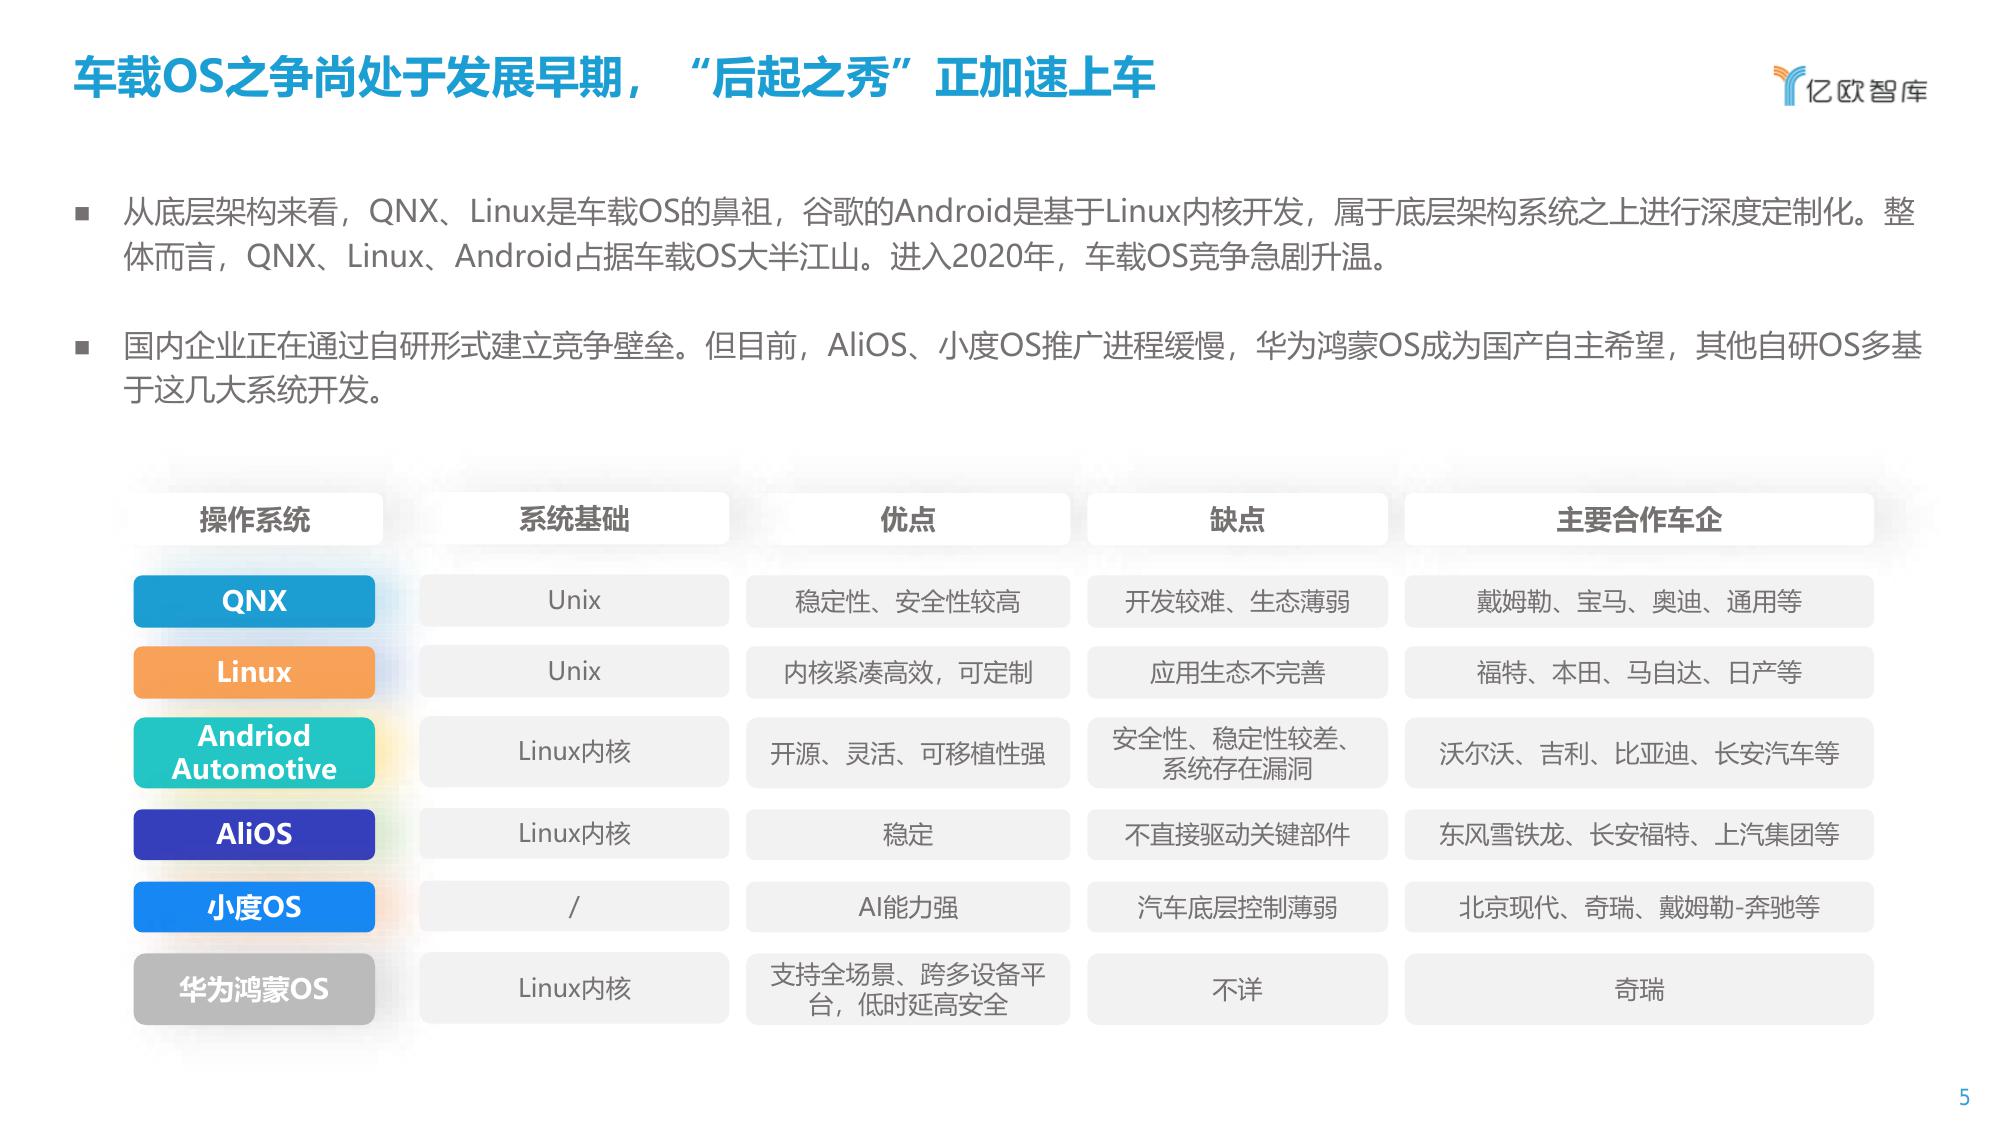 车载OS之争尚处于发展早期，“后起之秀”正加速上车
亿欧智库
■ 从底层架构来看，QNX、Linux是车载OS的鼻祖，谷歌的Android是基于Linux内核开发，属于底层架构系统之上进行深度定制化。整
体而言，QNX、Linux、Android占据车载OS大半江山。进入2020年，车载OS竞争急剧升温。
■ 国内企业正在通过自研形式建立竞争壁垒。但目前，AliOS、小度OS推广进程缓慢，华为鸿蒙OS成为国产自主希望，其他自研OS多基
于这几大系统开发。
操作系统 系统基础 优点 缺点 主要合作车企
QNX Unix 稳定性、安全性较高 开发较难、生态薄弱 戴姆勒、宝马、奥迪、通用等
Linux Unix 内核紧凑高效，可定制 应用生态不完善 福特、本田、马自达、日产等
Andriod
Automotive
Linux内核
开源、灵活、可移植性强
安全性、稳定性较差、
系统存在漏洞
沃尔沃、吉利、比亚迪、长安汽车等
AliOS Linux内核 稳定 不直接驱动关键部件 东风雪铁龙、长安福特、上汽集团等
小度OS / AI能力强 汽车底层控制薄弱 北京现代、奇瑞、戴姆勒-奔驰等
华为鸿蒙OS
Linux内核
支持全场景、跨多设备平
台，低时延高安全
不详
奇瑞
5